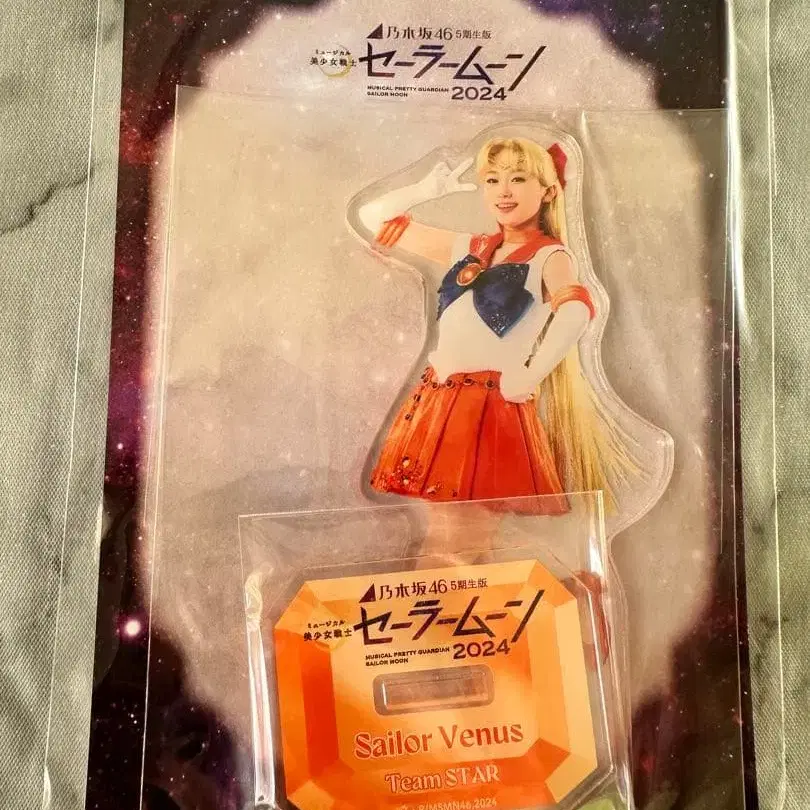 乃木坂46 5期生版
ミュージカル
美少女戦士
セーラームーン
MUSICAL PRETTY GUARDIAN
SAILOR MOON
2024
乃木坂46 5期生版
ミュージカル
美少女戦士
セーラームーン
MUSICAL PRETTY GUARDIAN
SAILOR MOON
2024
Sailor Venus
Team STAR
/MSMN46,2024